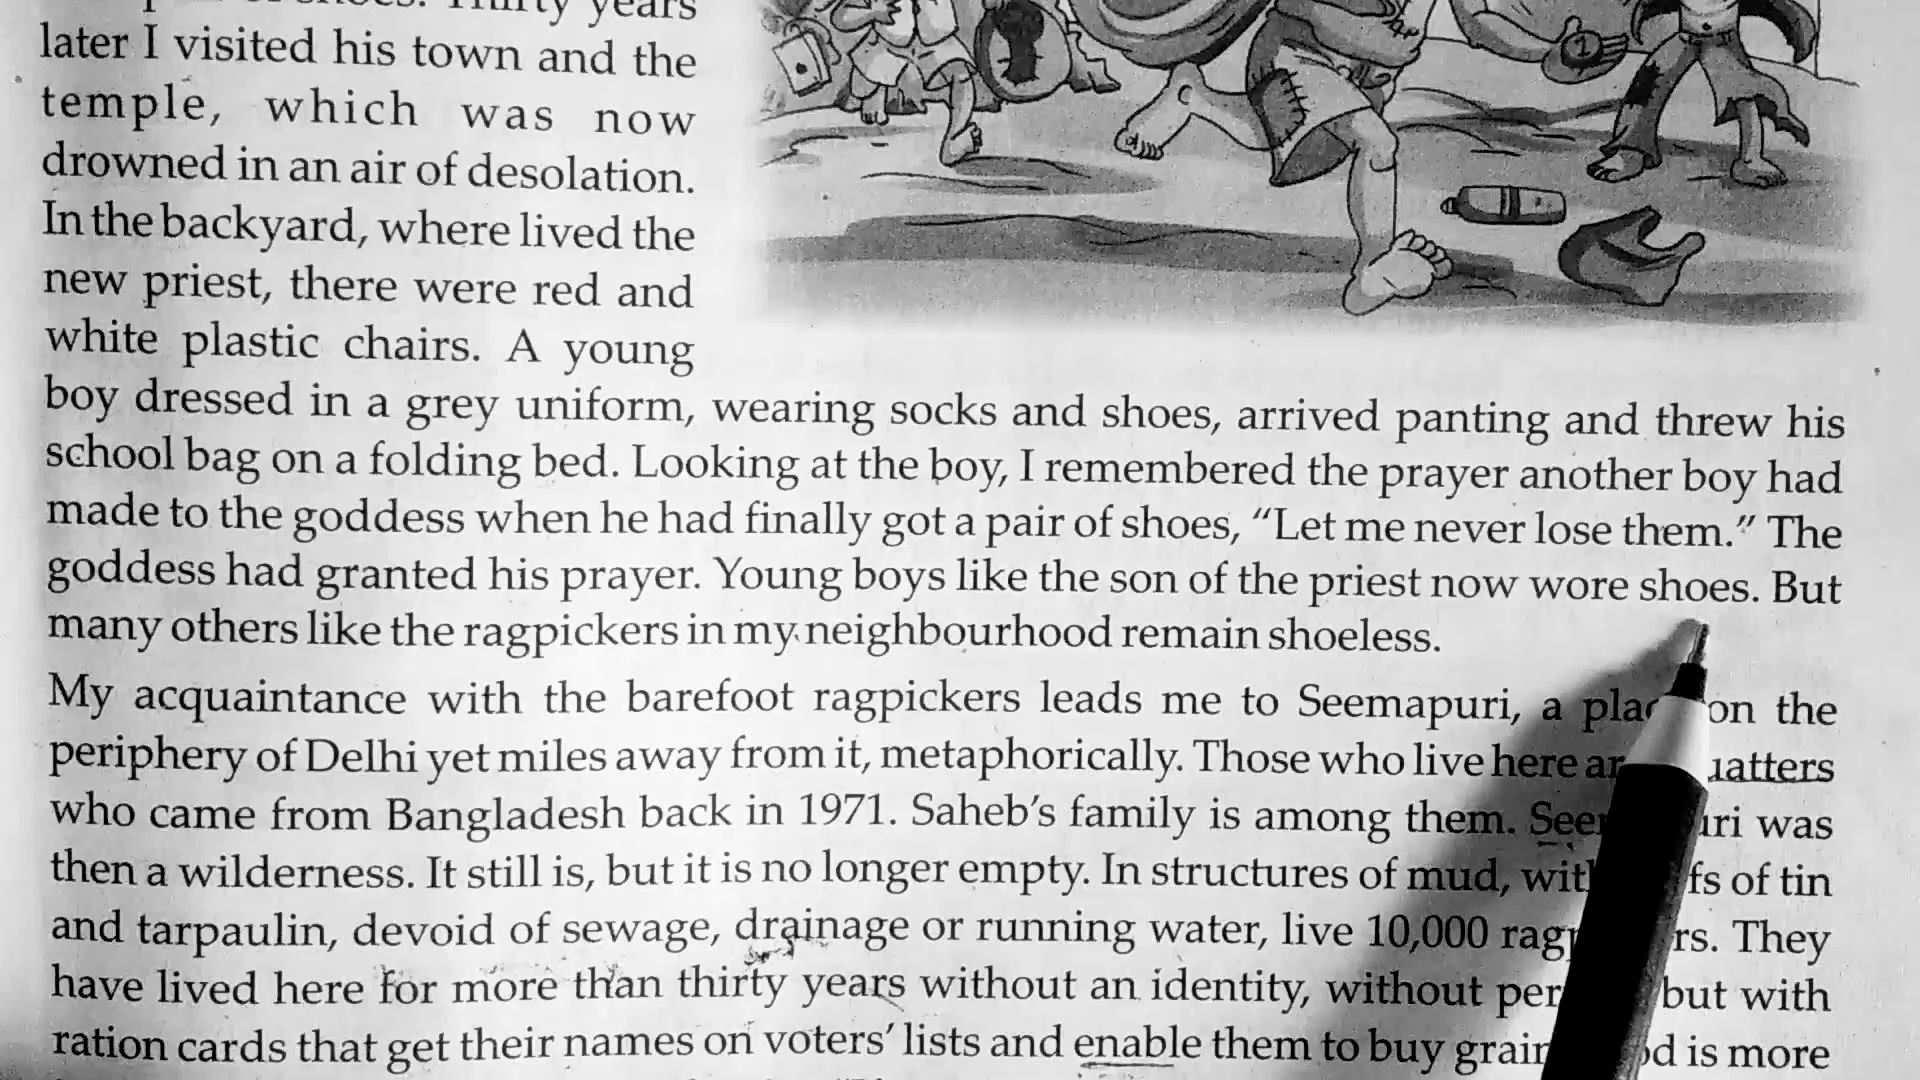 of shoes. Thirty years
later I visited his town and the
temple, which was now
drowned in an air of desolation.
In the backyard, where lived the
new priest, there were red and
white plastic chairs. A young
boy dressed in a grey uniform, wearing socks and shoes, arrived panting and threw his
school bag on a folding bed. Looking at the boy, I remembered the prayer another boy had
made to the goddess when he had finally got a pair of shoes, “Let me never lose them.” The
goddess had granted his prayer. Young boys like the son of the priest now wore shoes. But
many others like the ragpickers in my neighbourhood remain shoeless.
My acquaintance with the barefoot ragpickers leads me to Seemapuri, a on the
periphery of Delhi yet miles away from it, metaphorically. Those who live here
who came from Bangladesh back in 1971. Saheb’s family is among them. was
then a wilderness. It still is, but it is no longer empty. In structures of mud, of tin
and tarpaulin, devoid of sewage, drainage or running water, live 10,000 They
have lived here for more than thirty years without an identity, without but with
ration cards that get their names on voters’ lists and enable them to buy is more
1